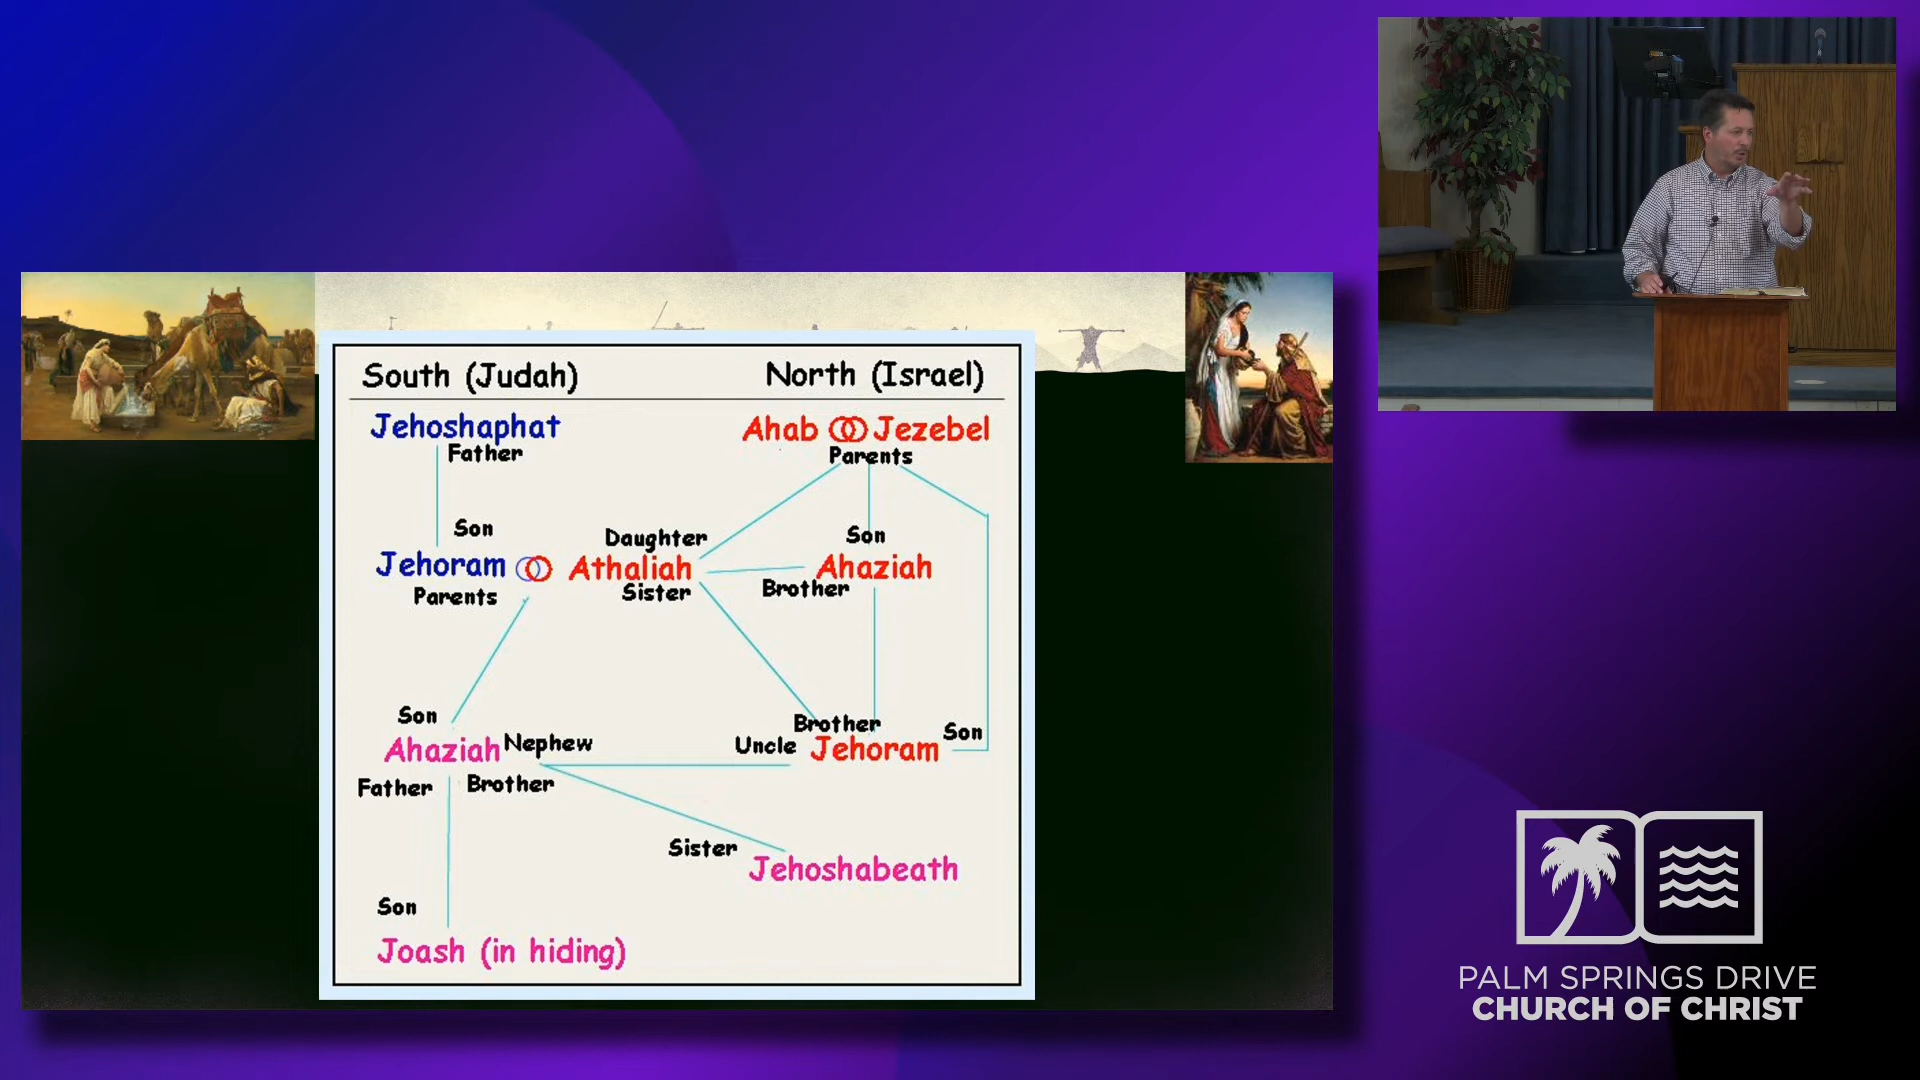 South (Judah)
North (Israel)
Jehoshaphat
Ahab Jezebel
Father
Parents
Son
Daughter
Son
Jehoram Athaliah Ahaziah
Parents
Sister
Brother
Son
Brother
Son
Ahaziah Nephew
Uncle Jehoram
Father
Brother
Sister
Jehoshabeath
Son
Joash (in hiding)
PALM SPRINGS DRIVE
CHURCH OF CHRIST